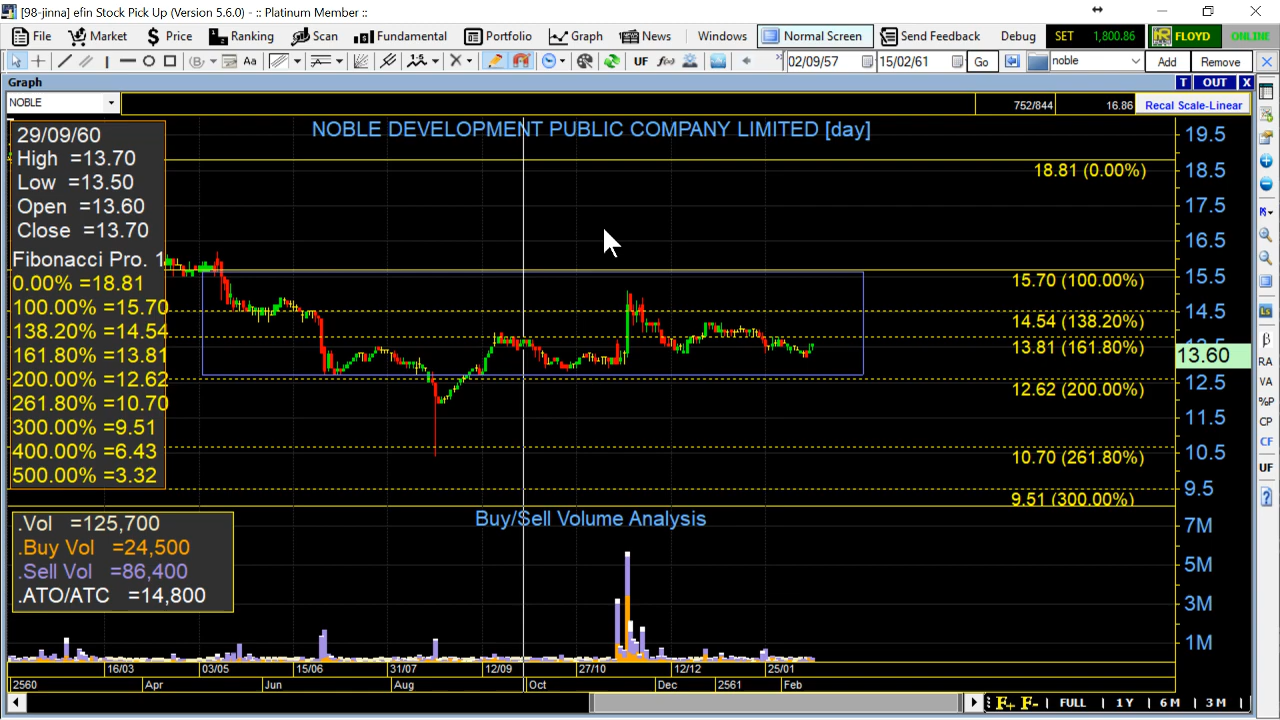 [98-jinna] efin Stock Pick Up (Version 5.6.0) - :: Platinum Member ::
File Market Price Ranking Scan Fundamental Portfolio Graph News Windows Normal Screen Send Feedback Debug SET 1,800.86 FLOYD ONLINE
Aa UF f(x) 02/09/57 15/02/61 Go noble Add Remove
Graph T OUT X
NOBLE 752/844 16.86 Recal Scale-Linear
NOBLE DEVELOPMENT PUBLIC COMPANY LIMITED [day]
29/09/60
High =13.70
Low =13.50
Open =13.60
Close =13.70
Fibonacci Pro. 1
0.00% =18.81
100.00% =15.70
138.20% =14.54
161.80% =13.81
200.00% =12.62
261.80% =10.70
300.00% =9.51
400.00% =6.43
500.00% =3.32
18.81 (0.00%)
15.70 (100.00%)
14.54 (138.20%)
13.81 (161.80%)
12.62 (200.00%)
10.70 (261.80%)
9.51 (300.00%)
19.5
18.5
17.5
16.5
15.5
14.5
13.60
12.5
11.5
10.5
9.5
Buy/Sell Volume Analysis
.Vol =125,700
.Buy Vol =24,500
.Sell Vol =86,400
.ATO/ATC =14,800
7M
5M
3M
1M
16/03 03/05 15/06 31/07 12/09 27/10 12/12 25/01
2560 Apr Jun Aug Oct Dec 2561 Feb
F+ F- FULL 1 Y 6 M 3 M
Ls
β
RA
VA
%P
CP
CF
UF